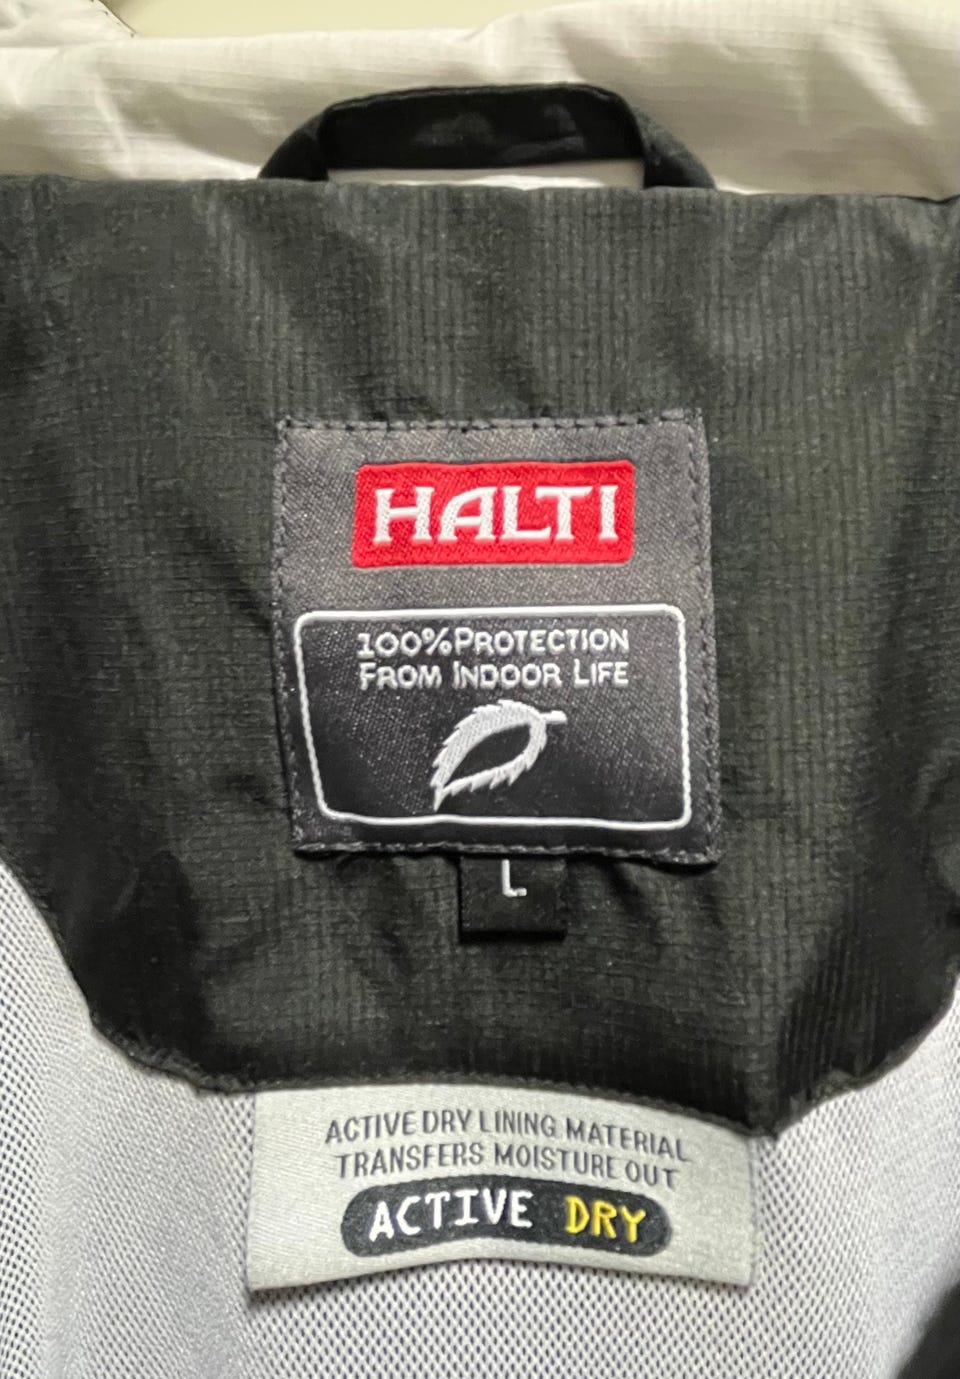 HALTI
100% PROTECTION
FROM INDOOR LIFE
L
ACTIVE DRY LINING MATERIAL
TRANSFERS MOISTURE OUT
ACTIVE DRY